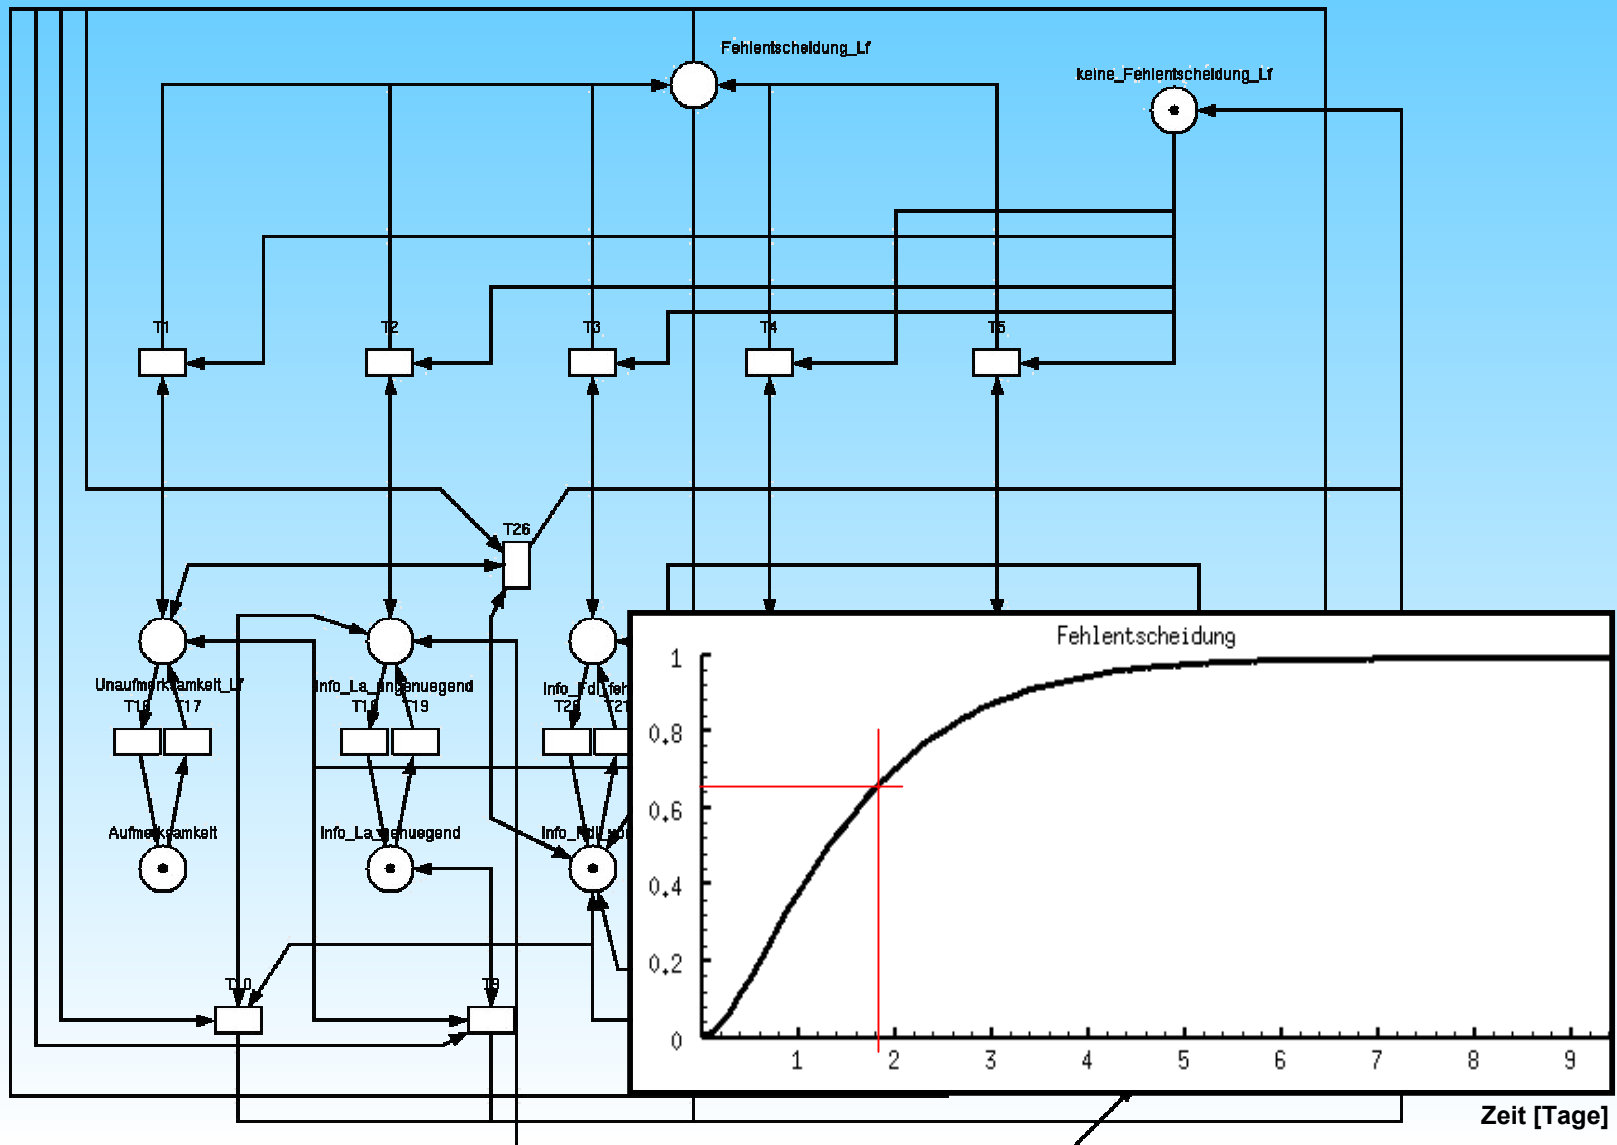 Fehlentscheidung_Lf
keine_Fehlentscheidung_Lf
T1
T2
T3
T4
T5
T26
Unaufmerksamkeit_Lf
Info_La_ungenuegend
T17
T19
Fehlentscheidung
1
0.8
0.6
0.4
0.2
0
1 2 3 4 5 6 7 8 9
Aufmerksamkeit
Info_La_genuegend
T10
T9
Zeit [Tage]